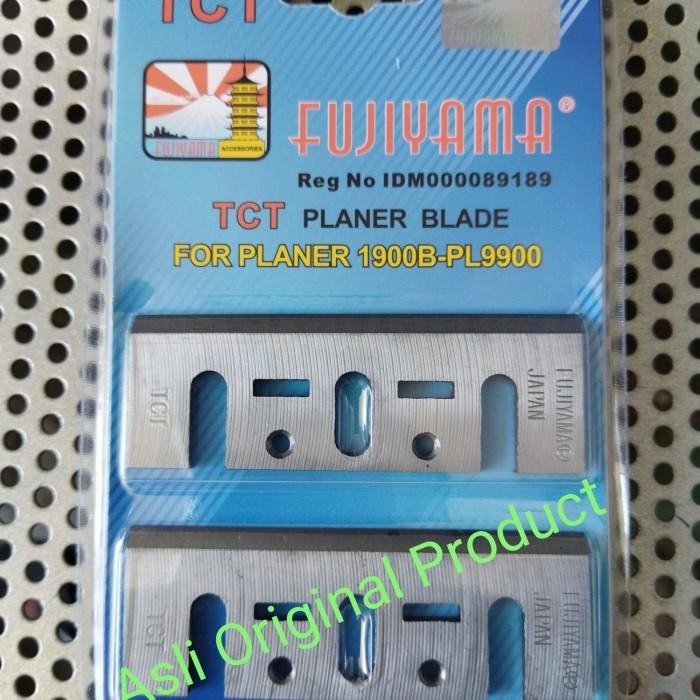 TCT
FUJIYAMA
ACCESSORIES
FUJIYAMA®
Reg No IDM000089189
TCT PLANER BLADE
FOR PLANER 1900B-PL9900
TCT
FUJIYAMA®
JAPAN
TCT
FUJIYAMA®
JAPAN
Asli Original Product